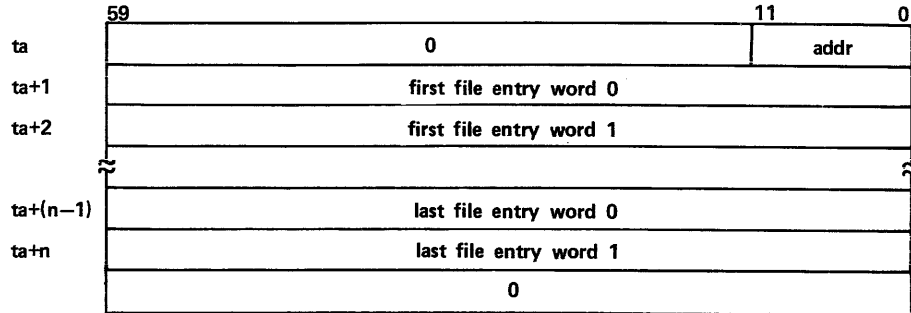 59 11 0
ta 0 addr
ta+1 first file entry word 0
ta+2 first file entry word 1
ta+(n−1) last file entry word 0
ta+n last file entry word 1
0